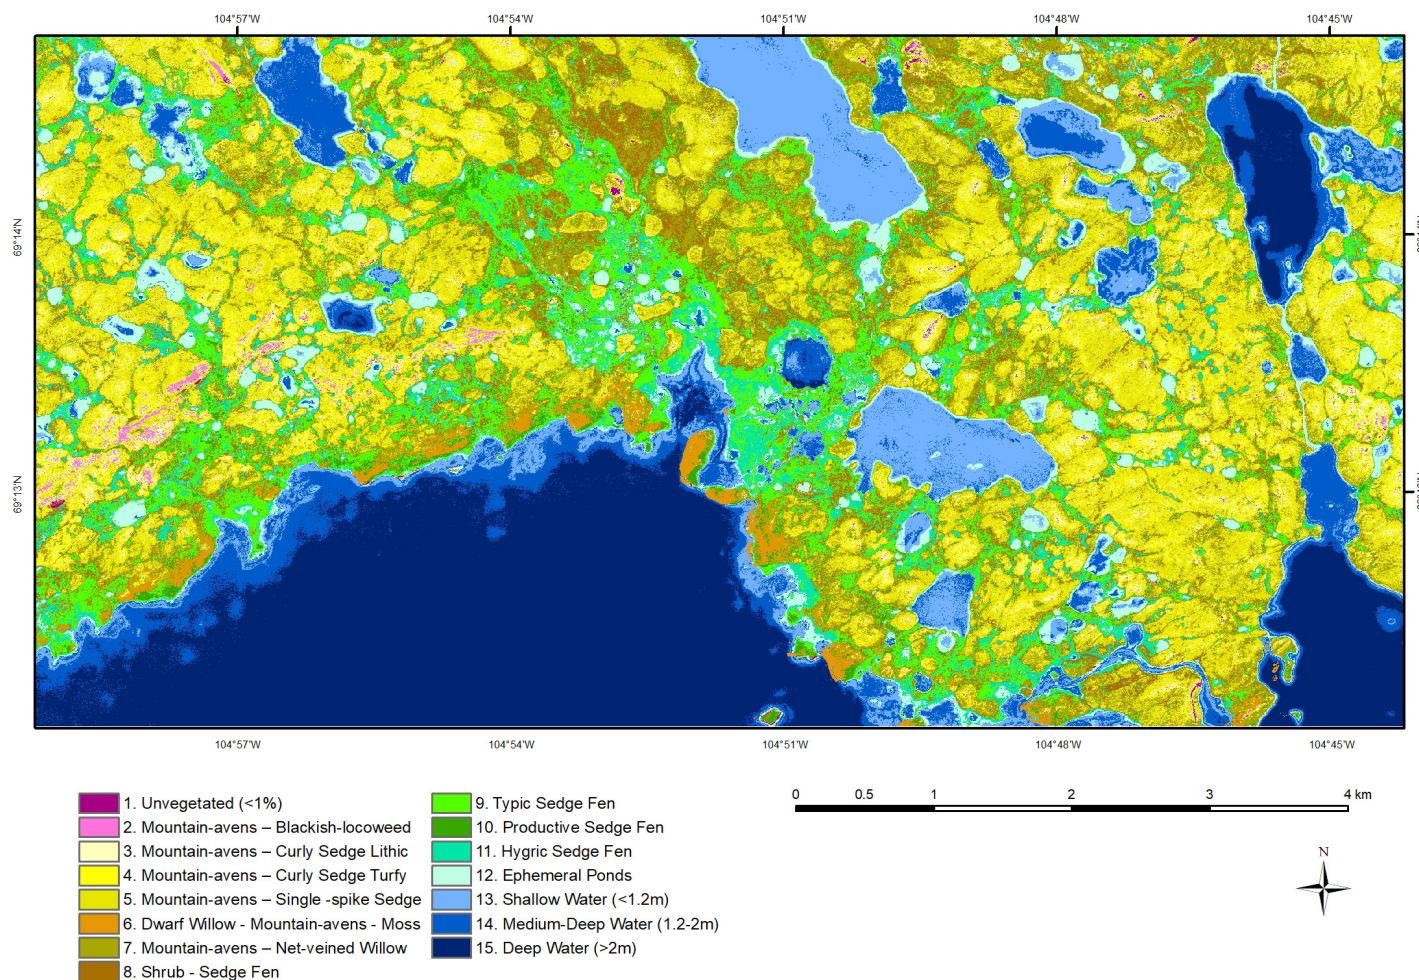 104°57'W 104°54'W 104°51'W 104°48'W 104°45'W
69°14'N
69°13'N
104°57'W 104°54'W 104°51'W 104°48'W 104°45'W
1. Unvegetated (<1%)
2. Mountain-avens – Blackish-locoweed
3. Mountain-avens – Curly Sedge Lithic
4. Mountain-avens – Curly Sedge Turfy
5. Mountain-avens – Single -spike Sedge
6. Dwarf Willow - Mountain-avens - Moss
7. Mountain-avens – Net-veined Willow
8. Shrub - Sedge Fen
9. Typic Sedge Fen
10. Productive Sedge Fen
11. Hygric Sedge Fen
12. Ephemeral Ponds
13. Shallow Water (<1.2m)
14. Medium-Deep Water (1.2-2m)
15. Deep Water (>2m)
0 0.5 1 2 3 4 km
N